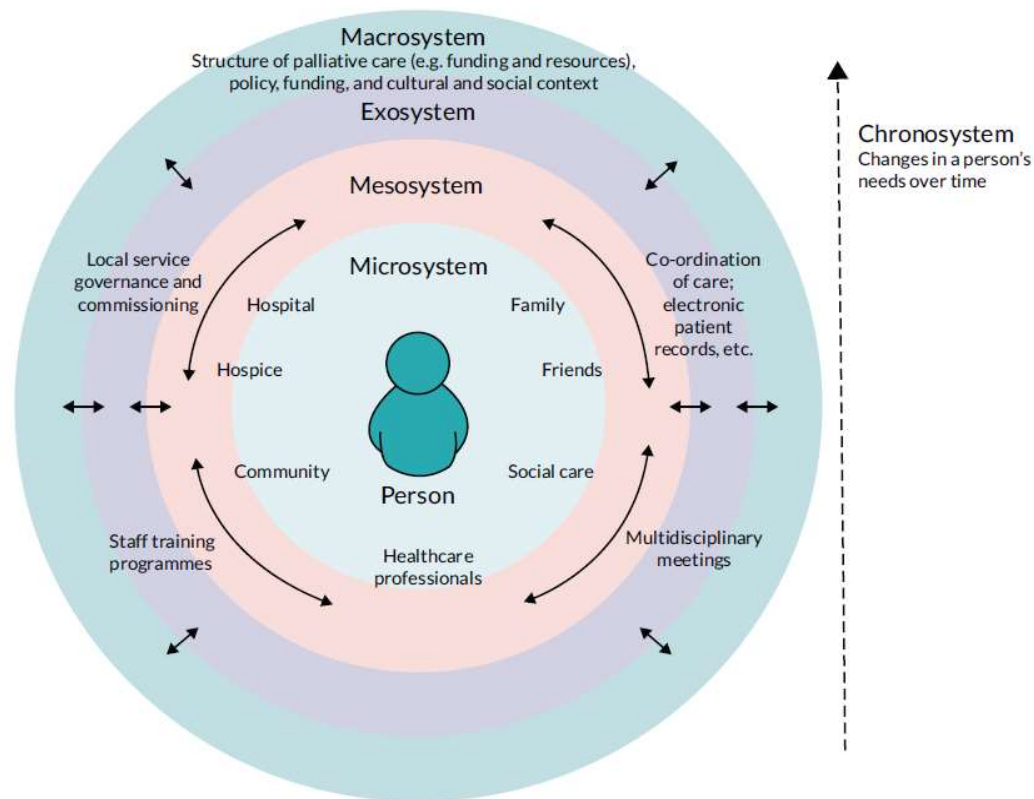 Macrosystem
Structure of palliative care (e.g. funding and resources),
policy, funding, and cultural and social context
Exosystem
Mesosystem
Microsystem
Chronosystem
Changes in a person's
needs over time
Local service
governance and
commissioning
Co-ordination
of care;
electronic
patient
records, etc.
Hospital
Family
Hospice
Friends
Community
Social care
Person
Staff training
programmes
Multidisciplinary
meetings
Healthcare
professionals